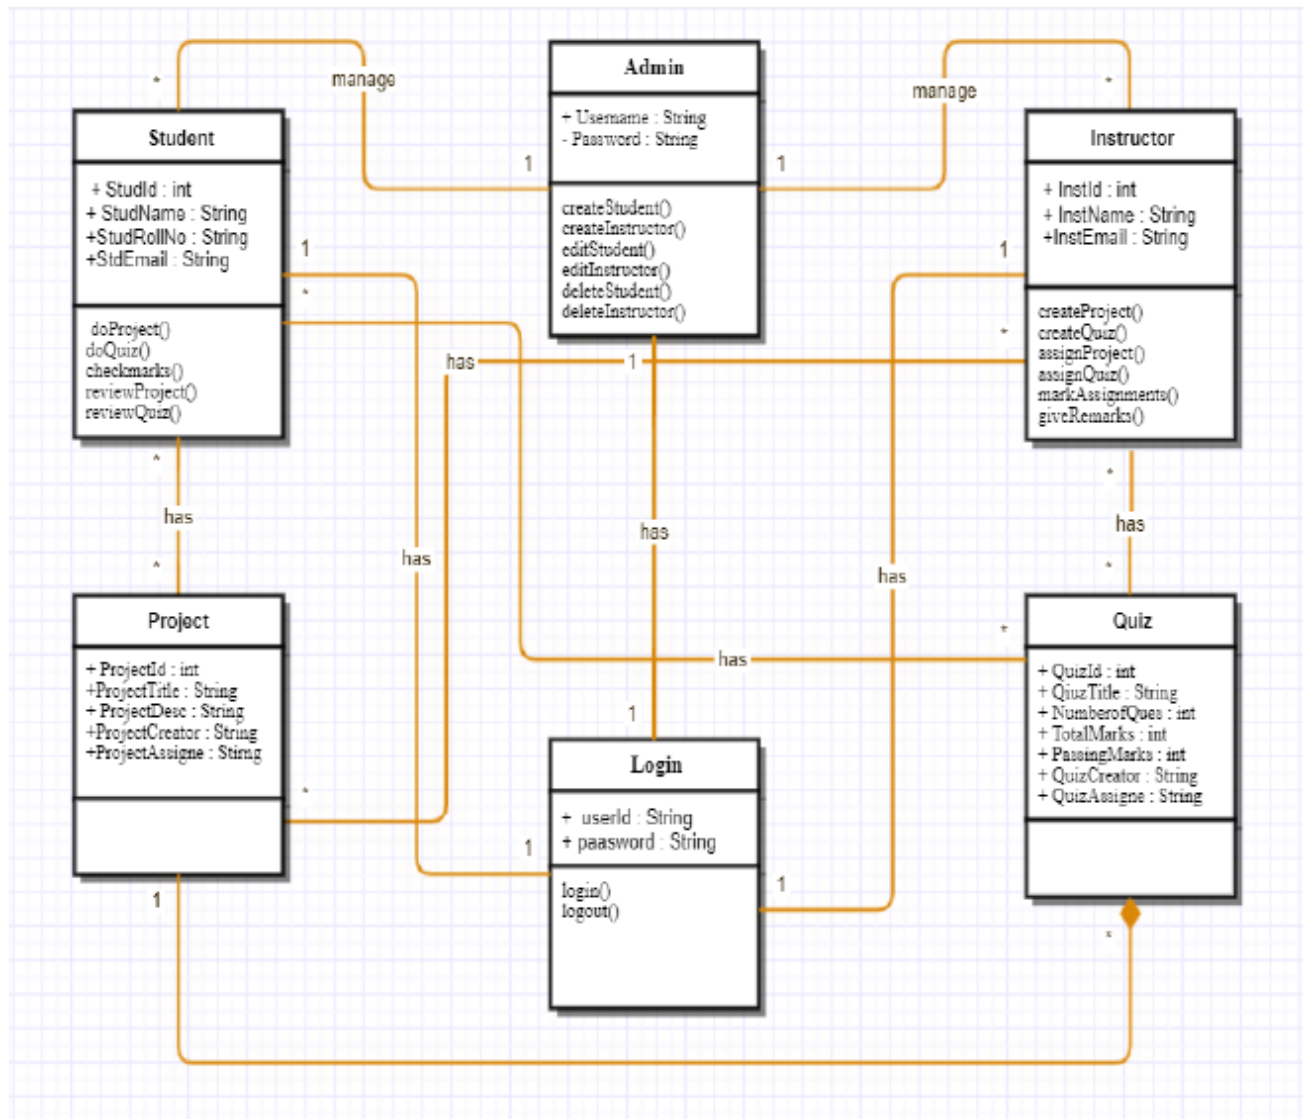 manage
*
Student
+ StudId : int
+ StudName : String
+StudRollNo : String
+StdEmail : String
doProject()
doQuiz()
checkmarks()
reviewProject()
reviewQuiz()
1
*
*
Admin
+ Username : String
- Password : String
createStudent()
createInstructor()
editStudent()
editInstructor()
deleteStudent()
deleteInstructor()
1
1
1
manage
*
Instructor
+ InstId : int
+ InstName : String
+InstEmail : String
createProject()
createQuiz()
assignProject()
assignQuiz()
markAssignments()
giveRemarks()
1
*
*
has
has
has
has
has
has
has
*
Project
+ ProjectId : int
+ProjectTitle : String
+ ProjectDesc : String
+ProjectCreator : String
+ProjectAssigne : Stirng
*
1
1
Login
+ userId : String
+ paasword : String
login()
logout()
1
1
*
*
Quiz
+ QuizId : int
+ QiuzTitle : String
+ NumberofQues : int
+ TotalMarks : int
+ PassingMarks : int
+ QuizCreator : String
+ QuizAssigne : String
*